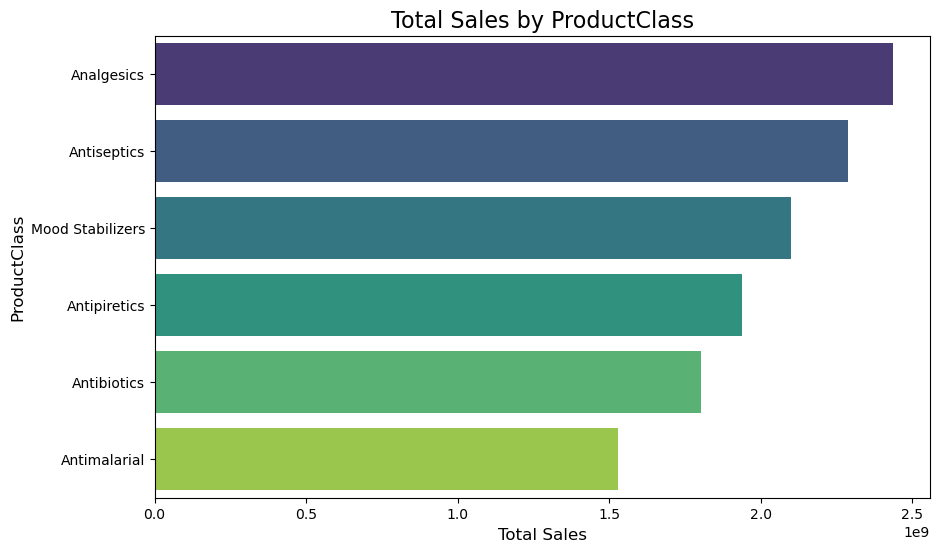 Total Sales by ProductClass
ProductClass
Analgesics
Antiseptics
Mood Stabilizers
Antipiretics
Antibiotics
Antimalarial
0.0 0.5 1.0 1.5 2.0 2.5
1e9
Total Sales